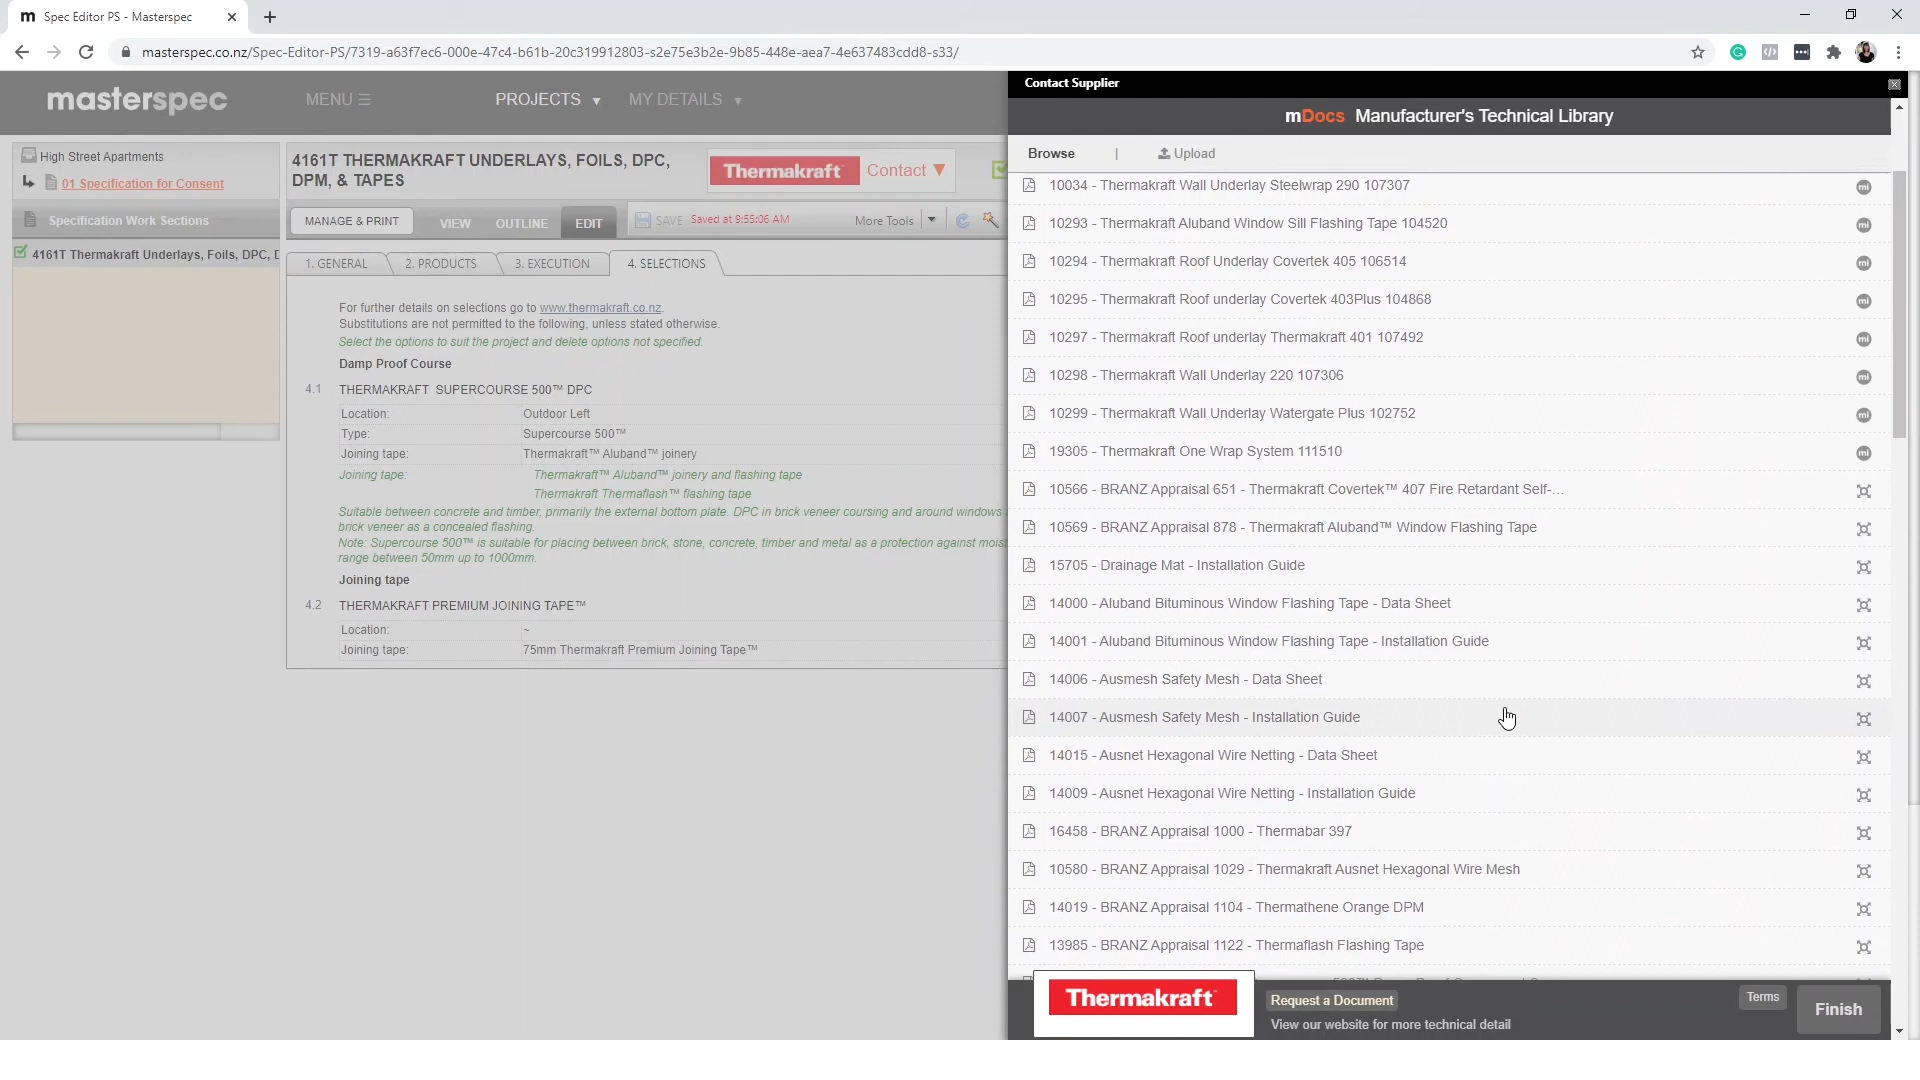 m Spec Editor PS - Masterspec
masterspec.co.nz/Spec-Editor-PS/7319-a63f7ec6-000e-47c4-b61b-20c319912803-s2e75e3b2e-9b85-448e-aea7-4e637483cdd8-s33/
masterspec
MENU
PROJECTS
MY DETAILS
High Street Apartments
01 Specification for Consent
Specification Work Sections
4161T Thermakraft Underlays, Foils, DPC,
4161T THERMAKRAFT UNDERLAYS, FOILS, DPC,
DPM, & TAPES
Thermakraft
Contact
MANAGE & PRINT
VIEW
OUTLINE
EDIT
SAVE
Saved at 9:55:06 AM
More Tools
1. GENERAL
2. PRODUCTS
3. EXECUTION
4. SELECTIONS
For further details on selections go to www.thermakraft.co.nz.
Substitutions are not permitted to the following, unless stated otherwise.
Select the options to suit the project and delete options not specified.
Damp Proof Course
4.1 THERMAKRAFT SUPERCOURSE 500™ DPC
Location: Outdoor Left
Type: Supercourse 500™
Joining tape: Thermakraft™ Aluband™ joinery
Joining tape: Thermakraft™ Aluband™ joinery and flashing tape
Thermakraft Thermaflash™ flashing tape
Suitable between concrete and timber, primarily the external bottom plate. DPC in brick veneer coursing and around windows
brick veneer as a concealed flashing.
Note: Supercourse 500™ is suitable for placing between brick, stone, concrete, timber and metal as a protection against
range between 50mm up to 1000mm.
Joining tape
4.2 THERMAKRAFT PREMIUM JOINING TAPE™
Location: ~
Joining tape: 75mm Thermakraft Premium Joining Tape™
Contact Supplier
mDocs Manufacturer's Technical Library
Browse | Upload
10034 - Thermakraft Wall Underlay Steelwrap 290 107307
10293 - Thermakraft Aluband Window Sill Flashing Tape 104520
10294 - Thermakraft Roof Underlay Covertek 405 106514
10295 - Thermakraft Roof underlay Covertek 403Plus 104868
10297 - Thermakraft Roof underlay Thermakraft 401 107492
10298 - Thermakraft Wall Underlay 220 107306
10299 - Thermakraft Wall Underlay Watergate Plus 102752
19305 - Thermakraft One Wrap System 111510
10566 - BRANZ Appraisal 651 - Thermakraft Covertek™ 407 Fire Retardant Self-...
10569 - BRANZ Appraisal 878 - Thermakraft Aluband™ Window Flashing Tape
15705 - Drainage Mat - Installation Guide
14000 - Aluband Bituminous Window Flashing Tape - Data Sheet
14001 - Aluband Bituminous Window Flashing Tape - Installation Guide
14006 - Ausmesh Safety Mesh - Data Sheet
14007 - Ausmesh Safety Mesh - Installation Guide
14015 - Ausnet Hexagonal Wire Netting - Data Sheet
14009 - Ausnet Hexagonal Wire Netting - Installation Guide
16458 - BRANZ Appraisal 1000 - Thermabar 397
10580 - BRANZ Appraisal 1029 - Thermakraft Ausnet Hexagonal Wire Mesh
14019 - BRANZ Appraisal 1104 - Thermathene Orange DPM
13985 - BRANZ Appraisal 1122 - Thermaflash Flashing Tape
Thermakraft
Request a Document
View our website for more technical detail
Terms
Finish